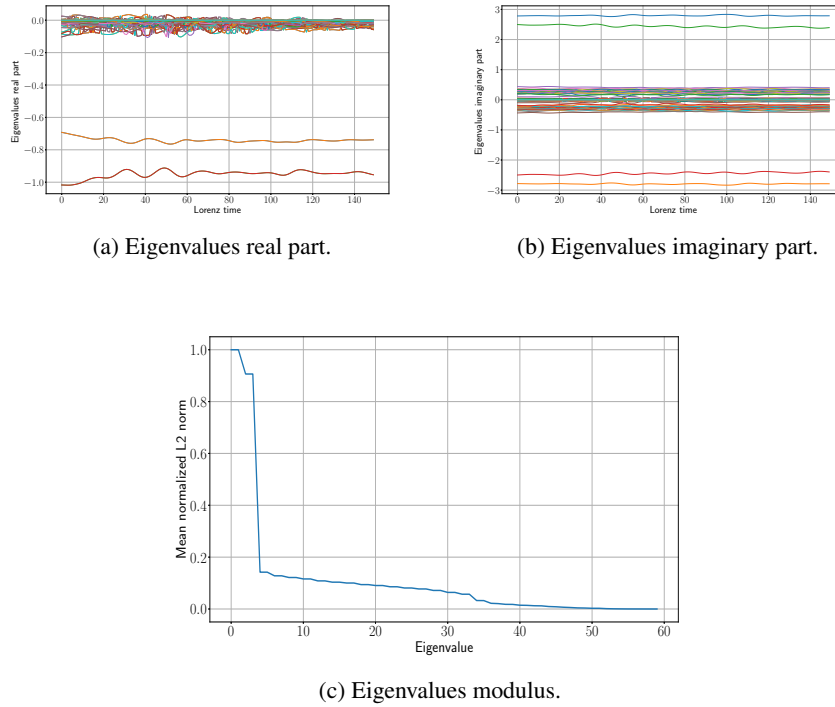 0.0
−0.2
−0.4
−0.6
−0.8
−1.0
Eigenvalues real part
0 20 40 60 80 100 120 140
Lorenz time
(a) Eigenvalues real part.
3
2
1
0
−1
−2
−3
Eigenvalues imaginary part
0 20 40 60 80 100 120 140
Lorenz time
(b) Eigenvalues imaginary part.
1.0
0.8
0.6
0.4
0.2
0.0
Mean normalized L2 norm
0 10 20 30 40 50 60
Eigenvalue
(c) Eigenvalues modulus.